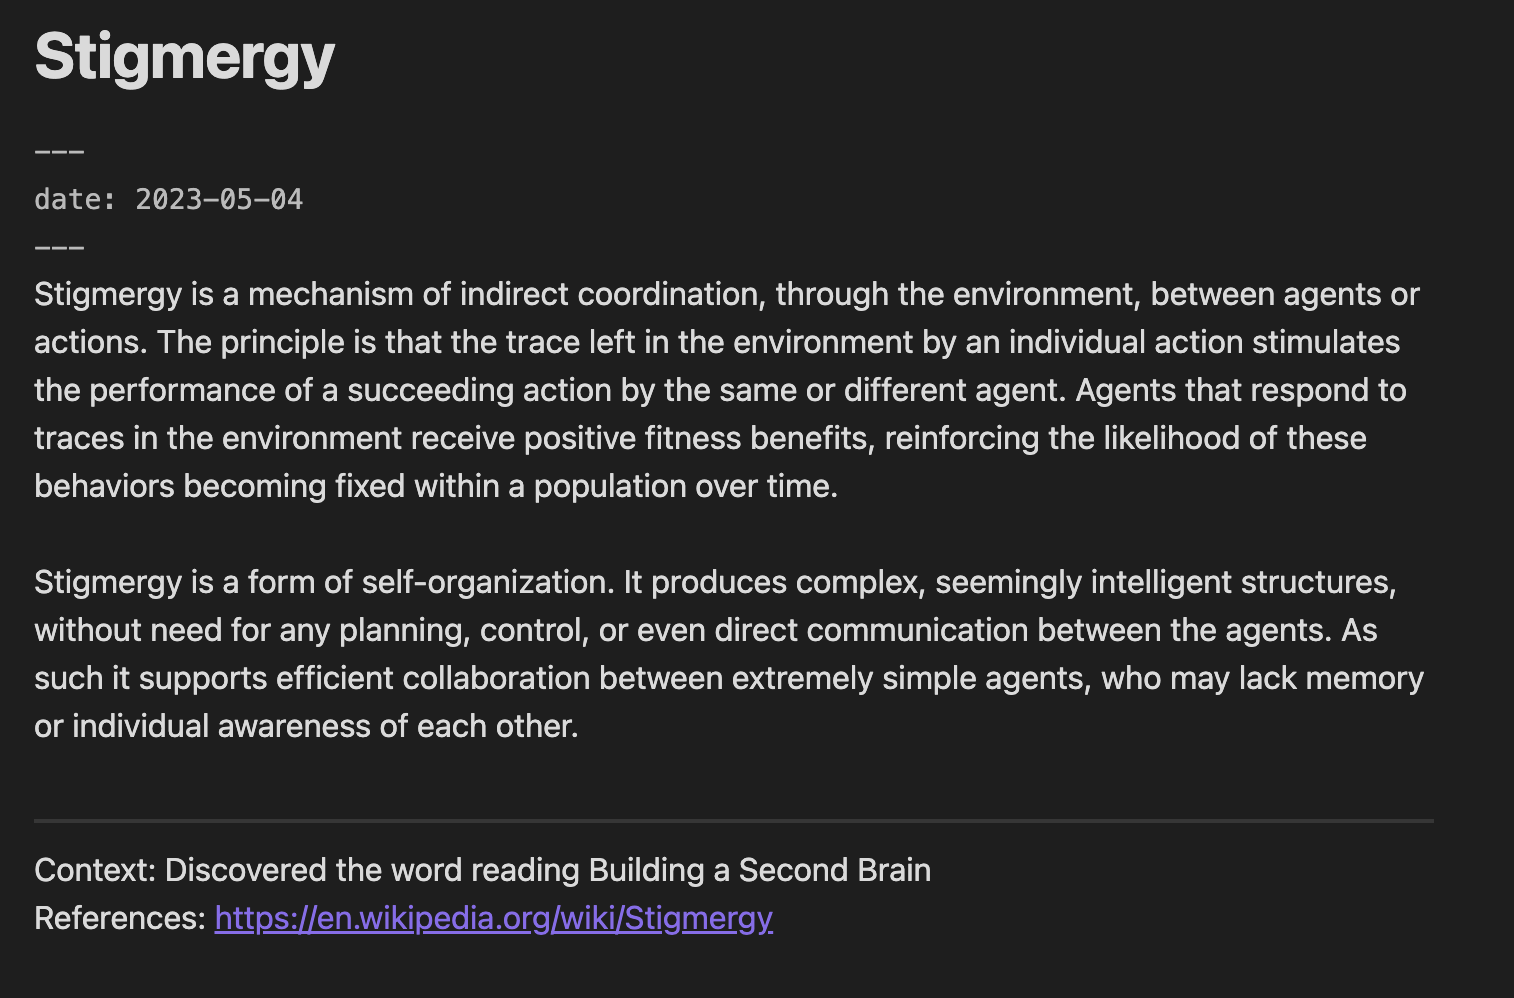 Stigmergy
---
date: 2023-05-04
---
Stigmergy is a mechanism of indirect coordination, through the environment, between agents or
actions. The principle is that the trace left in the environment by an individual action stimulates
the performance of a succeeding action by the same or different agent. Agents that respond to
traces in the environment receive positive fitness benefits, reinforcing the likelihood of these
behaviors becoming fixed within a population over time.
Stigmergy is a form of self-organization. It produces complex, seemingly intelligent structures,
without need for any planning, control, or even direct communication between the agents. As
such it supports efficient collaboration between extremely simple agents, who may lack memory
or individual awareness of each other.
Context: Discovered the word reading Building a Second Brain
References: https://en.wikipedia.org/wiki/Stigmergy